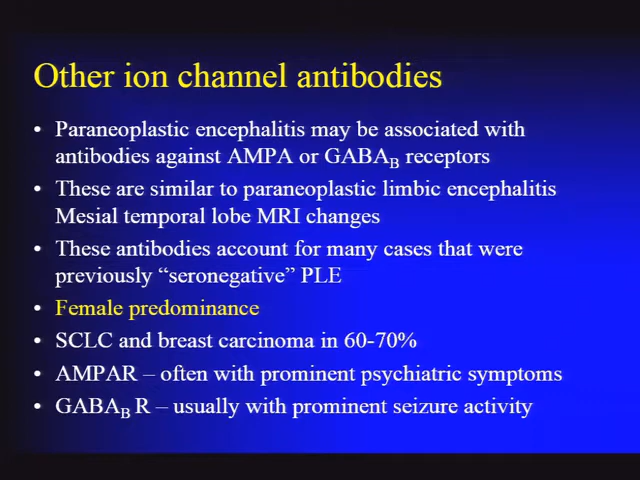 Other ion channel antibodies
• Paraneoplastic encephalitis may be associated with
antibodies against AMPA or GABAB receptors
• These are similar to paraneoplastic limbic encephalitis
Mesial temporal lobe MRI changes
• These antibodies account for many cases that were
previously “seronegative” PLE
• Female predominance
• SCLC and breast carcinoma in 60-70%
• AMPAR – often with prominent psychiatric symptoms
• GABAB R – usually with prominent seizure activity